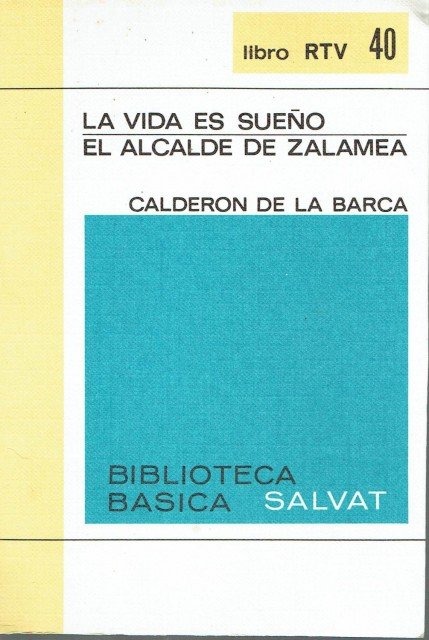 libro RTV 40
LA VIDA ES SUEÑO
EL ALCALDE DE ZALAMEA
CALDERON DE LA BARCA
BIBLIOTECA
BASICA SALVAT